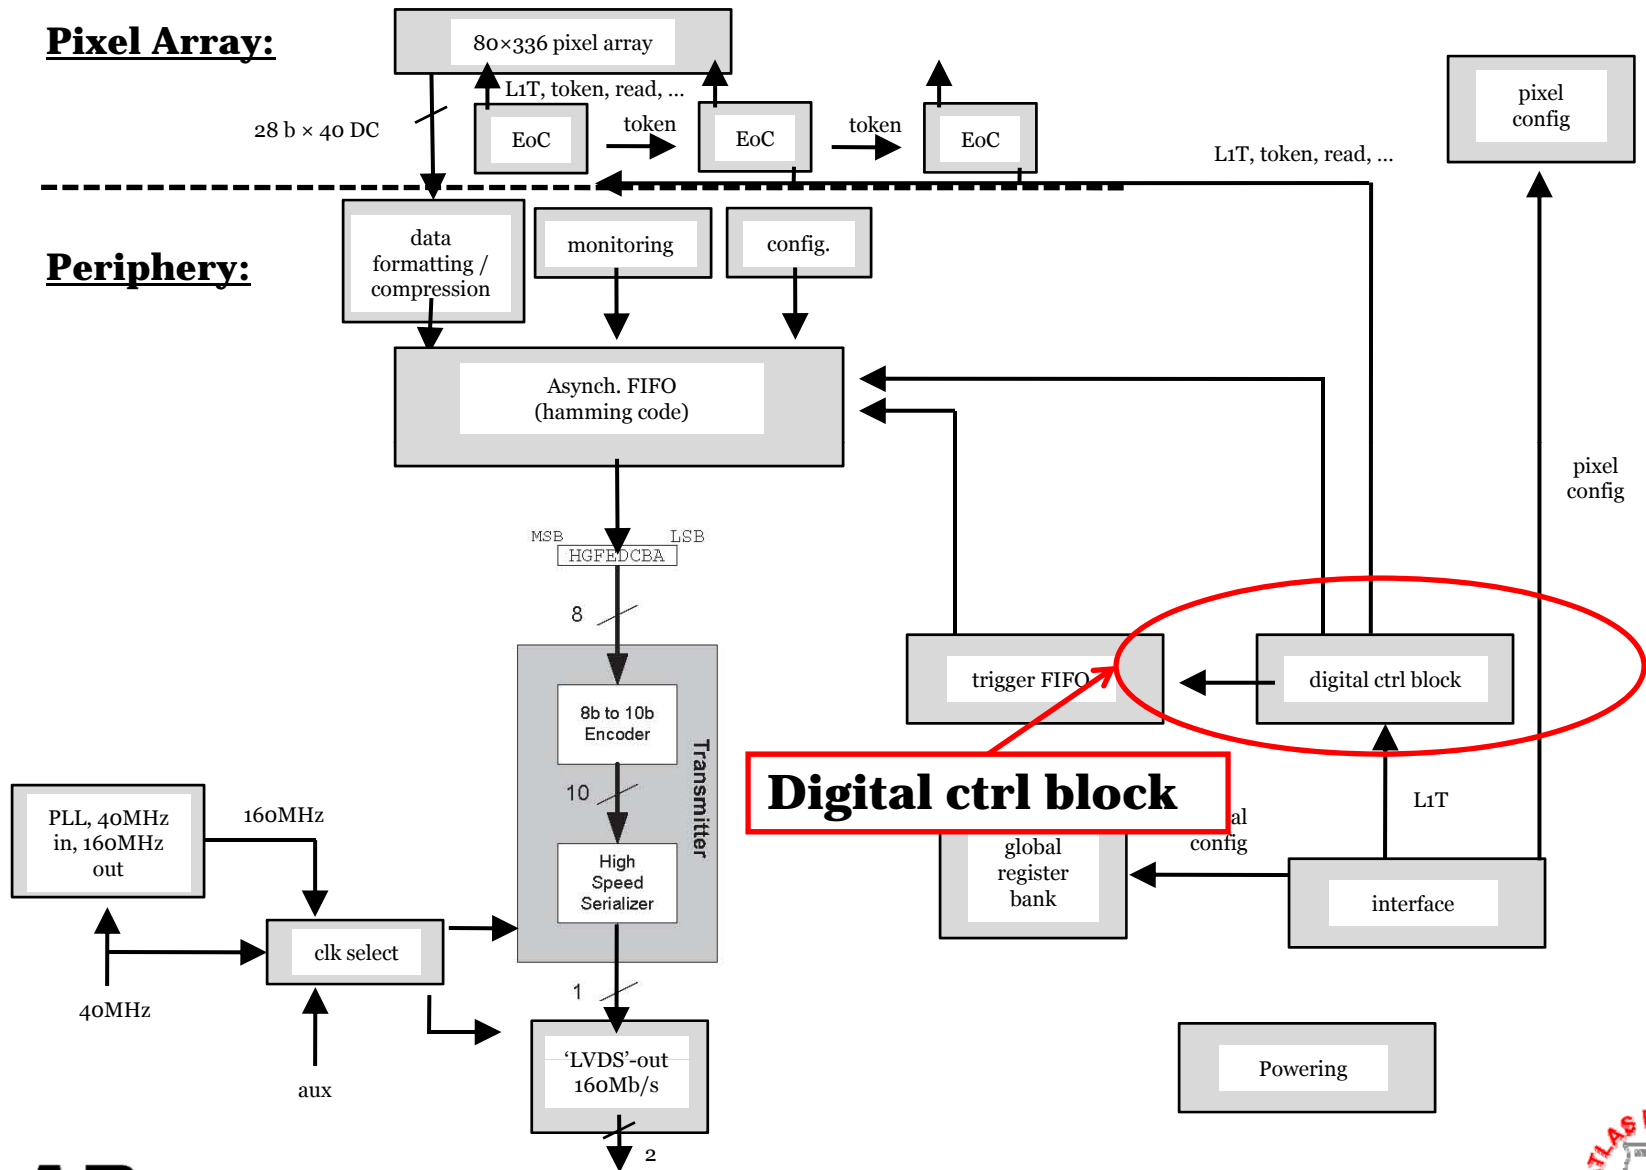 Pixel Array:
80×336 pixel array
pixel
config
L1T, token, read, ...
28 b × 40 DC
EoC
token
EoC
token
EoC
L1T, token, read, ...
Periphery:
data
formatting /
compression
monitoring
config.
Asynch. FIFO
(hamming code)
pixel
config
MSB
LSB
HGFEDCBA
8
trigger FIFO
digital ctrl block
8b to 10b
Encoder
Transmitter
10
Digital ctrl block
L1T
al
config
PLL, 40MHz
in, 160MHz
out
160MHz
High
Speed
Serializer
global
register
bank
interface
clk select
40MHz
1
aux
'LVDS'-out
160Mb/s
Powering
2
ATLAS